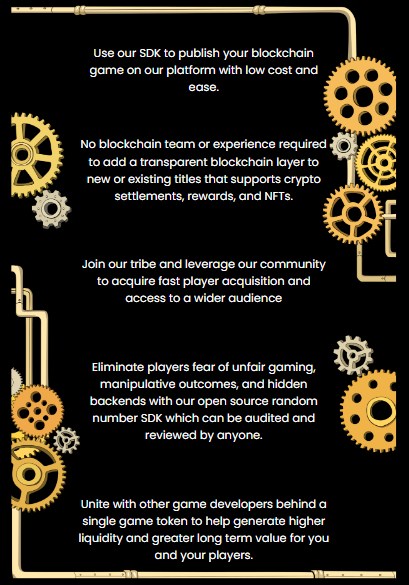 Use our SDK to publish your blockchain
game on our platform with low cost and
ease.
No blockchain team or experience required
to add a transparent blockchain layer to
new or existing titles that supports crypto
settlements, rewards, and NFTs.
Join our tribe and leverage our community
to acquire fast player acquisition and
access to a wider audience
Eliminate players fear of unfair gaming,
manipulative outcomes, and hidden
backends with our open source random
number SDK which can be audited and
reviewed by anyone.
Unite with other game developers behind a
single game token to help generate higher
liquidity and greater long term value for you
and your players.